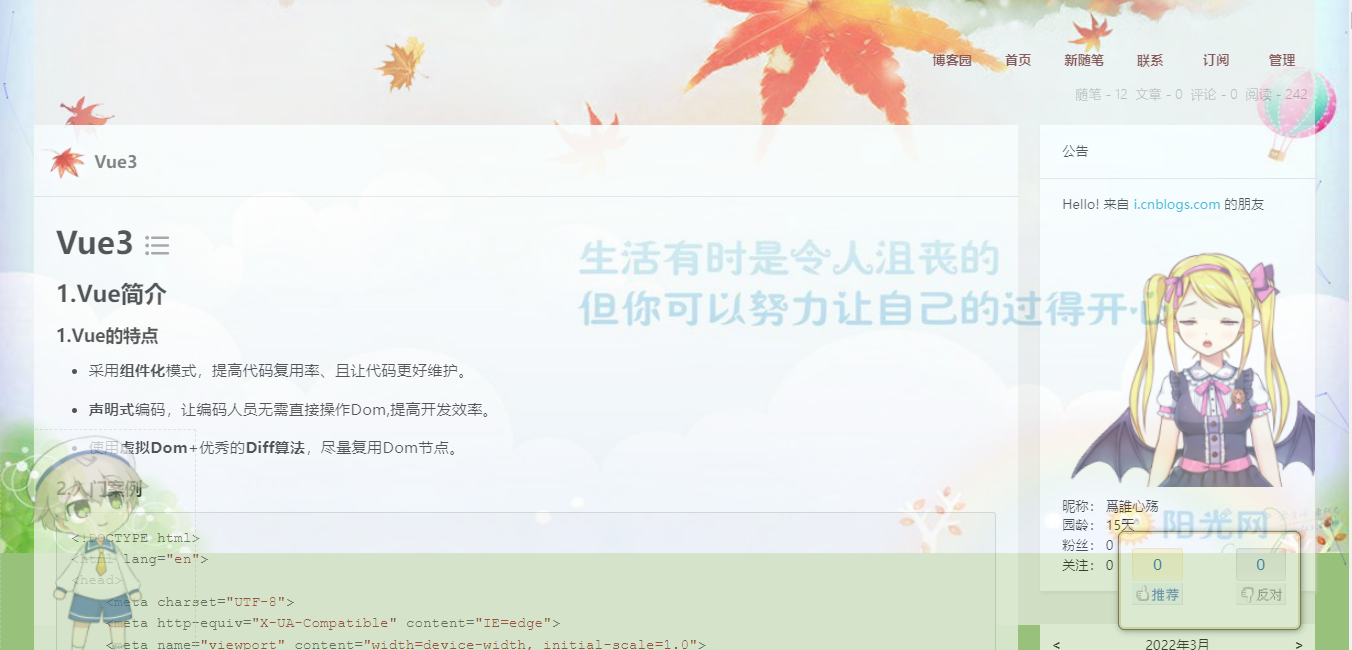 博客园 首页 新随笔 联系 订阅 管理
随笔 - 12 文章 - 0 评论 - 0 阅读 - 242
Vue3
公告
Hello! 来自 i.cnblogs.com 的朋友
Vue3
生活有时是令人沮丧的
但你可以努力让自己的过得开心
1.Vue简介
1.Vue的特点
采用组件化模式，提高代码复用率、且让代码更好维护。
声明式编码，让编码人员无需直接操作Dom,提高开发效率。
使用虚拟Dom+优秀的Diff算法，尽量复用Dom节点。
2.入门案例
<!DOCTYPE html>
<html lang="en">
<head>
<meta charset="UTF-8">
<meta http-equiv="X-UA-Compatible" content="IE=edge">
<meta name="viewport" content="width=device-width, initial-scale=1.0">
昵称： 爲誰心殇
园龄： 15天
粉丝： 0
关注： 0
阳光网
0 0
推荐 反对
< 2022年3月 >